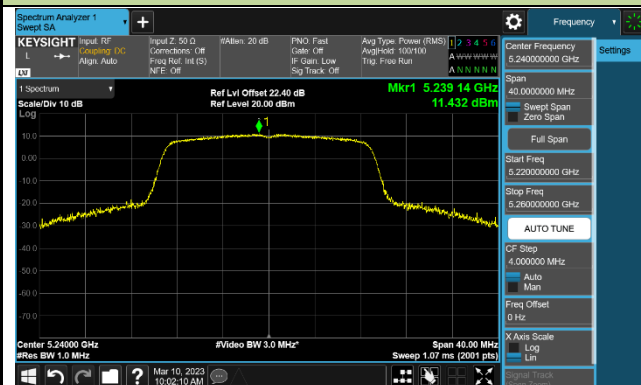 Spectrum Analyzer 1
Swept SA
Frequency
KEYSIGHT
L
LXI
Input: RF
Coupling: DC
Align: Auto
Input Z: 50 Ω
Corrections: Off
Freq Ref: Int (S)
NFE: Off
#Atten: 20 dB
PNO: Fast
Gate: Off
IF Gain: Low
Sig Track: Off
Avg Type: Power (RMS)
Avg|Hold: 100/100
Trig: Free Run
1 2 3 4 5 6
A W W W W W
A N N N N N
1 Spectrum
Scale/Div 10 dB
Log
Ref Lvl Offset 22.40 dB
Ref Level 20.00 dBm
Mkr1 5.239 14 GHz
11.432 dBm
1
10.0
0.00
-10.0
-20.0
-30.0
-40.0
-50.0
-60.0
-70.0
Center 5.24000 GHz
#Res BW 1.0 MHz
#Video BW 3.0 MHz*
Span 40.00 MHz
Sweep 1.07 ms (2001 pts)
Center Frequency
5.240000000 GHz
Span
40.0000000 MHz
Swept Span
Zero Span
Full Span
Start Freq
5.220000000 GHz
Stop Freq
5.260000000 GHz
AUTO TUNE
CF Step
4.000000 MHz
Auto
Man
Freq Offset
0 Hz
X Axis Scale
Log
Lin
Signal Track
(Span Zoom)
Settings
?
Mar 10, 2023
10:02:10 AM